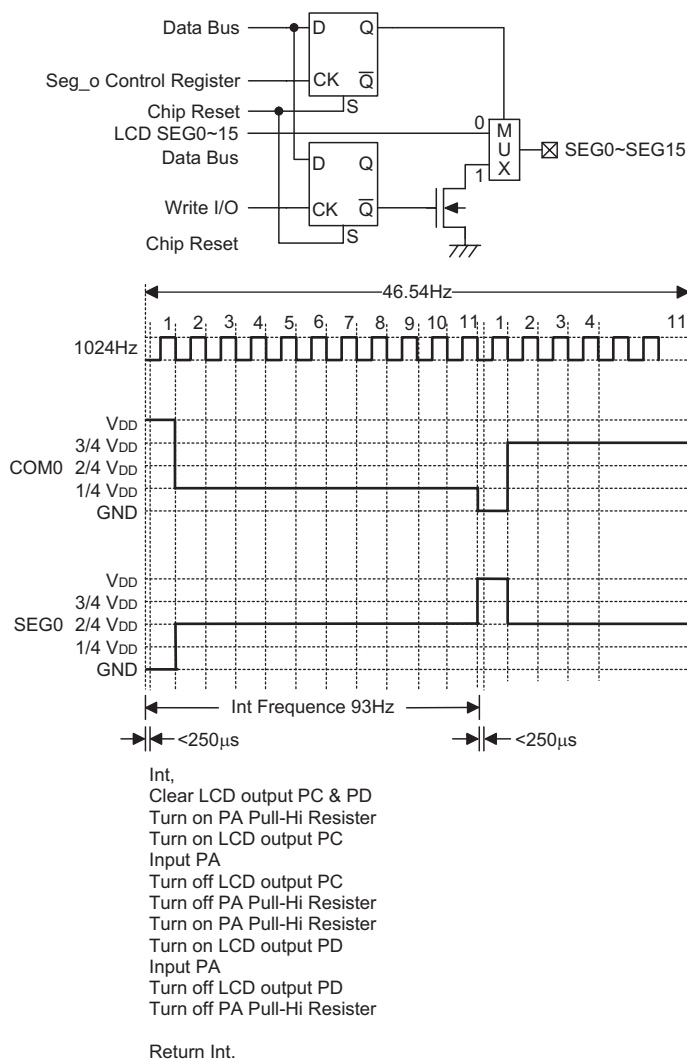 Data Bus
D Q
Seg_o Control Register
CK Q
Chip Reset
S
LCD SEG0~15
0
M
U
X
SEG0~SEG15
Data Bus
D Q
1
Write I/O
CK Q
Chip Reset
S
46.54Hz
1 2 3 4 5 6 7 8 9 10 11 1 2 3 4 11
1024Hz
VDD
3/4 VDD
COM0 2/4 VDD
1/4 VDD
GND
VDD
3/4 VDD
SEG0 2/4 VDD
1/4 VDD
GND
Int Frequence 93Hz
<250μs <250μs
Int,
Clear LCD output PC & PD
Turn on PA Pull-Hi Resister
Turn on LCD output PC
Input PA
Turn off LCD output PC
Turn off PA Pull-Hi Resister
Turn on PA Pull-Hi Resister
Turn on LCD output PD
Input PA
Turn off LCD output PD
Turn off PA Pull-Hi Resister
Return Int.